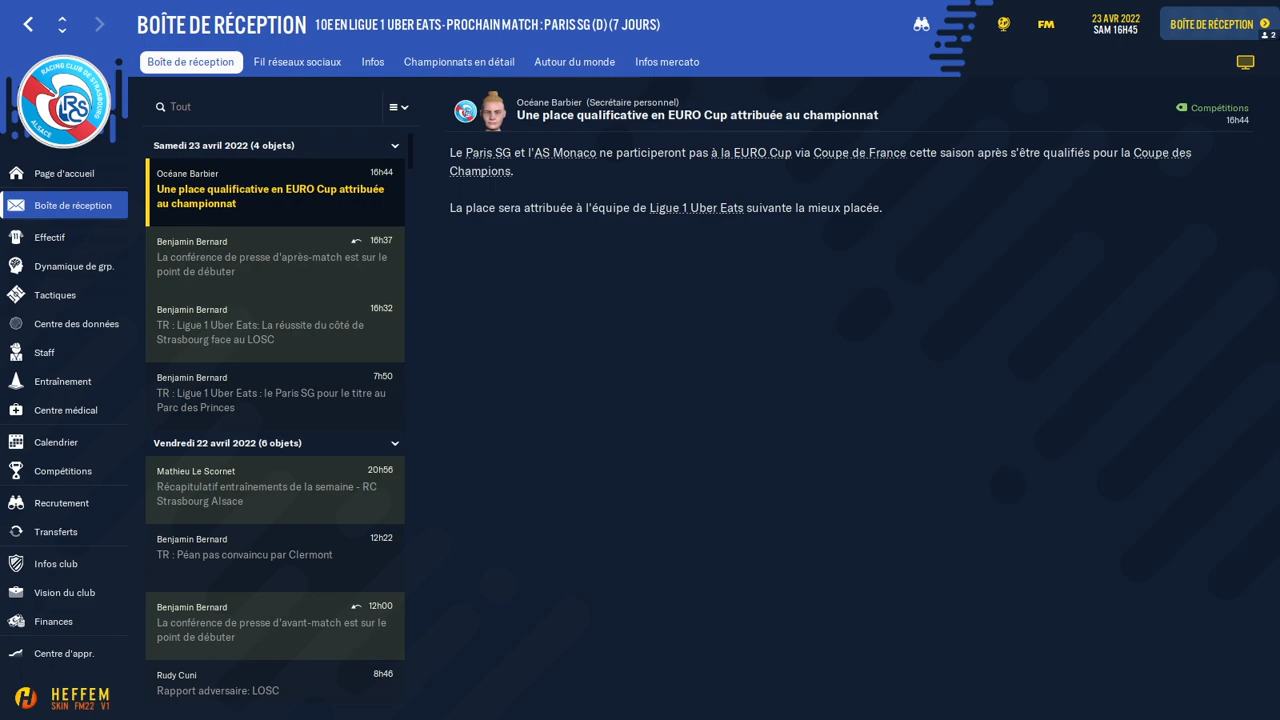 BOÎTE DE RÉCEPTION
10E EN LIGUE 1 UBER EATS - PROCHAIN MATCH : PARIS SG (D) (7 JOURS)
FM
23 AVR 2022
SAM 16H45
BOÎTE DE RÉCEPTION
2
Boîte de réception
Fil réseaux sociaux
Infos
Championnats en détail
Autour du monde
Infos mercato
RACING CLUB DE STRASBOURG
RCS
ALSACE
Page d'accueil
Boîte de réception
Effectif
Dynamique de grp.
Tactiques
Centre des données
Staff
Entraînement
Centre médical
Calendrier
Compétitions
Recrutement
Transferts
Infos club
Vision du club
Finances
Centre d'appr.
HEFFEM
SKIN FM22 V1
Tout
Samedi 23 avril 2022 (4 objets)
Océane Barbier 16h44
Une place qualificative en EURO Cup attribuée
au championnat
Benjamin Bernard 16h37
La conférence de presse d'après-match est sur le
point de débuter
Benjamin Bernard 16h32
TR : Ligue 1 Uber Eats: La réussite du côté de
Strasbourg face au LOSC
Benjamin Bernard 7h50
TR : Ligue 1 Uber Eats : le Paris SG pour le titre au
Parc des Princes
Vendredi 22 avril 2022 (6 objets)
Mathieu Le Scornet 20h56
Récapitulatif entraînements de la semaine - RC
Strasbourg Alsace
Benjamin Bernard 12h22
TR : Péan pas convaincu par Clermont
Benjamin Bernard 12h00
La conférence de presse d'avant-match est sur le
point de débuter
Rudy Cuni 8h46
Rapport adversaire: LOSC
Océane Barbier (Secrétaire personnel)
Une place qualificative en EURO Cup attribuée au championnat
Compétitions
16h44
Le Paris SG et l'AS Monaco ne participeront pas à la EURO Cup via Coupe de France cette saison après s'être qualifiés pour la Coupe des
Champions.
La place sera attribuée à l'équipe de Ligue 1 Uber Eats suivante la mieux placée.